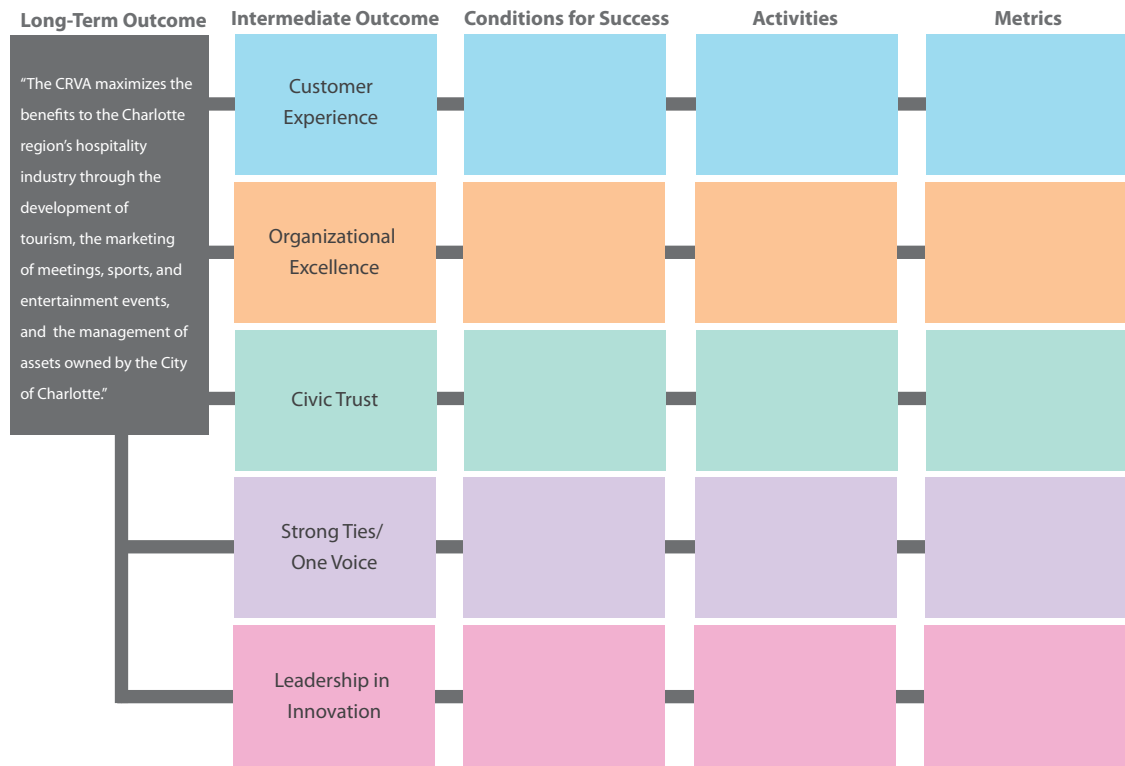 Long-Term Outcome Intermediate Outcome Conditions for Success Activities Metrics
“The CRVA maximizes the
benefits to the Charlotte
region’s hospitality
industry through the
development of
tourism, the marketing
of meetings, sports, and
entertainment events,
and the management of
assets owned by the City
of Charlotte.”
Customer
Experience
Organizational
Excellence
Civic Trust
Strong Ties/
One Voice
Leadership in
Innovation